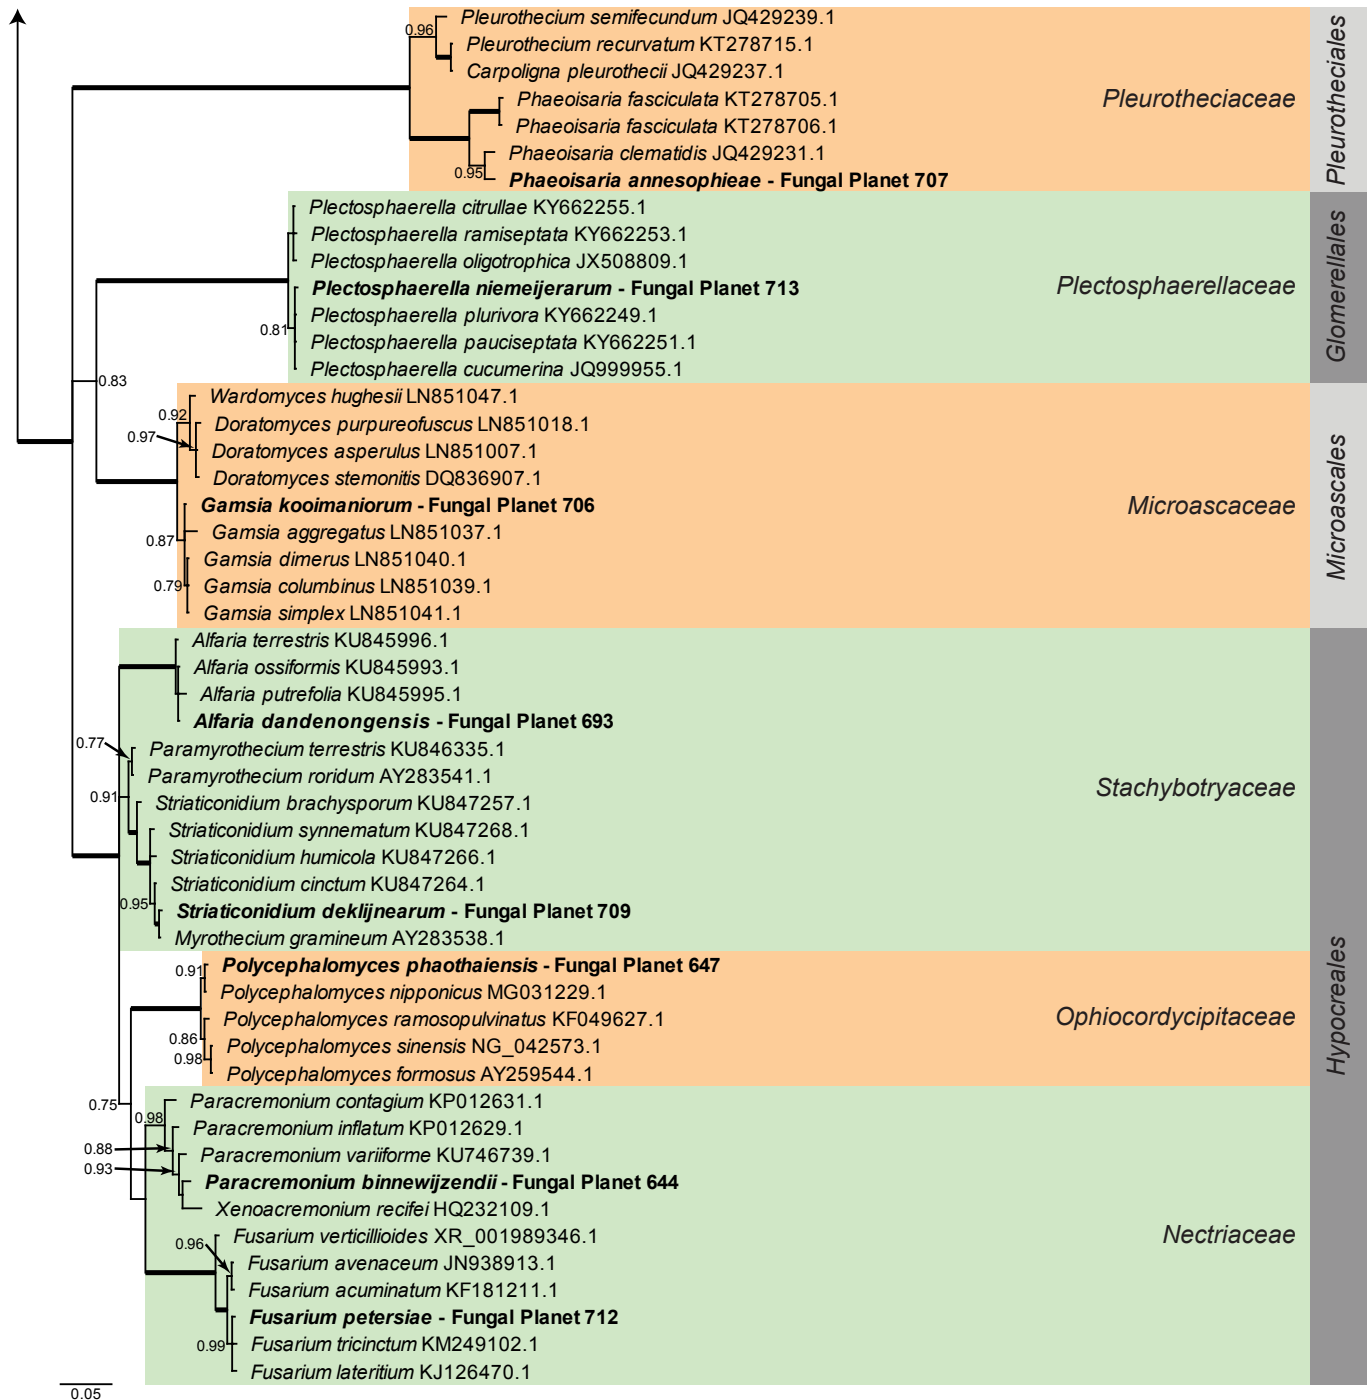 Pleurothecium semifecundum JQ429239.1
0.96
Pleurothecium recurvatum KT278715.1
Carpoligna pleurothecii JQ429237.1
Phaeoisaria fasciculata KT278705.1
Pleurotheciaceae
Pleurotheciales
Phaeoisaria fasciculata KT278706.1
Phaeoisaria clematidis JQ429231.1
0.95
Phaeoisaria annesophieae - Fungal Planet 707
Plectosphaerella citrullae KY662255.1
Plectosphaerella ramiseptata KY662253.1
Plectosphaerella oligotrophica JX508809.1
Plectosphaerella niemeijerarum - Fungal Planet 713
Plectosphaerellaceae
Glomerellales
Plectosphaerella plurivora KY662249.1
0.81
Plectosphaerella pauciseptata KY662251.1
Plectosphaerella cucumerina JQ999955.1
0.83
Wardomyces hughesii LN851047.1
0.92
Doratomyces purpureofuscus LN851018.1
0.97
Doratomyces asperulus LN851007.1
Doratomyces stemonitis DQ836907.1
Gamsia kooimaniorum - Fungal Planet 706
Microascaceae
Microascales
Gamsia aggregatus LN851037.1
0.87
Gamsia dimerus LN851040.1
Gamsia columbinus LN851039.1
0.79
Gamsia simplex LN851041.1
Alfaria terrestris KU845996.1
Alfaria ossiformis KU845993.1
Alfaria putrefolia KU845995.1
Alfaria dandenongensis - Fungal Planet 693
0.77
Paramyrothecium terrestris KU846335.1
Paramyrothecium roridum AY283541.1
Stachybotryaceae
0.91
Striaticonidium brachysporum KU847257.1
Striaticonidium synnematum KU847268.1
Striaticonidium humicola KU847266.1
Striaticonidium cinctum KU847264.1
0.95
Striaticonidium deklijnearum - Fungal Planet 709
Myrothecium gramineum AY283538.1
Polycephalomyces phaothaiensis - Fungal Planet 647
0.91
Polycephalomyces nipponicus MG031229.1
Polycephalomyces ramosopulvinatus KF049627.1
Ophiocordycipitaceae
Hypocreales
0.86
Polycephalomyces sinensis NG_042573.1
0.98
Polycephalomyces formosus AY259544.1
Paracremonium contagium KP012631.1
0.75
0.98
Paracremonium inflatum KP012629.1
0.88
Paracremonium variiforme KU746739.1
0.93
Paracremonium binnewijzendii - Fungal Planet 644
Xenoacremonium recifei HQ232109.1
Fusarium verticillioides XR_001989346.1
Nectriaceae
0.96
Fusarium avenaceum JN938913.1
Fusarium acuminatum KF181211.1
Fusarium petersiae - Fungal Planet 712
Fusarium tricinctum KM249102.1
0.99
Fusarium lateritium KJ126470.1
0.05